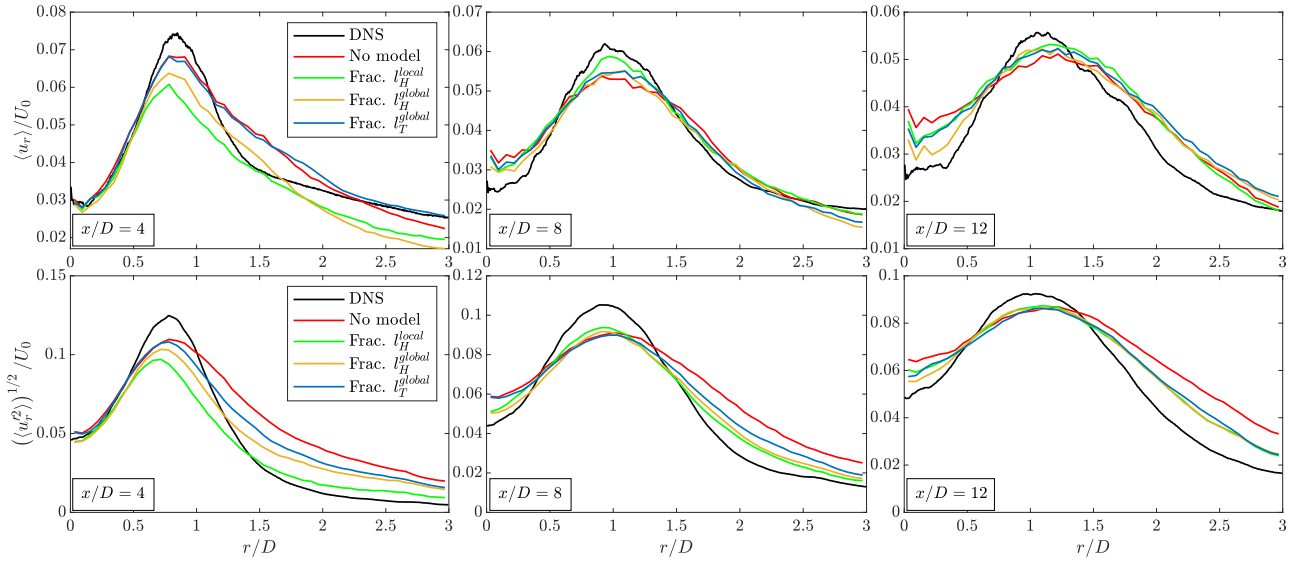 ⟨u_r⟩/U_0
0.08
0.07
0.06
0.05
0.04
0.03
0.02
0 0.5 1 1.5 2 2.5 3
DNS
No model
Frac. l_H^{local}
Frac. l_H^{global}
Frac. l_T^{global}
x/D = 4
0.07
0.06
0.05
0.04
0.03
0.02
0.01
0 0.5 1 1.5 2 2.5 3
x/D = 8
0.06
0.05
0.04
0.03
0.02
0.01
0 0.5 1 1.5 2 2.5 3
x/D = 12
(⟨u_r'^2⟩)^{1/2}/U_0
0.15
0.1
0.05
0
0 0.5 1 1.5 2 2.5 3
r/D
DNS
No model
Frac. l_H^{local}
Frac. l_H^{global}
Frac. l_T^{global}
x/D = 4
0.12
0.1
0.08
0.06
0.04
0.02
0
0 0.5 1 1.5 2 2.5 3
r/D
x/D = 8
0.1
0.08
0.06
0.04
0.02
0
0 0.5 1 1.5 2 2.5 3
r/D
x/D = 12